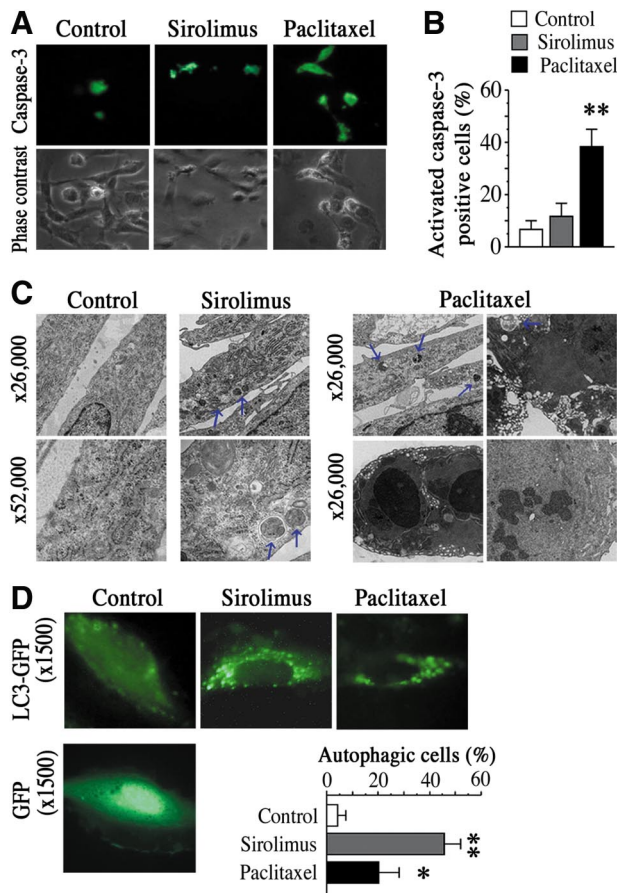 A
Control Sirolimus Paclitaxel
Caspase-3
Phase contrast
B
Control
Sirolimus
Paclitaxel
Activated caspase-3
positive cells (%)
60
40
20
0
**
C
Control Sirolimus Paclitaxel
x26,000
x52,000
x26,000
x26,000
D
Control Sirolimus Paclitaxel
LC3-GFP
(x1500)
GFP
(x1500)
Autophagic cells (%)
0 20 40 60
Control
Sirolimus **
Paclitaxel *